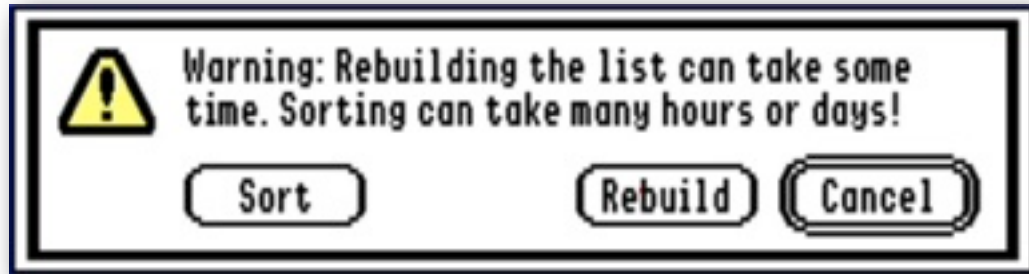 Warning: Rebuilding the list can take some
time. Sorting can take many hours or days!
Sort
Rebuild
Cancel